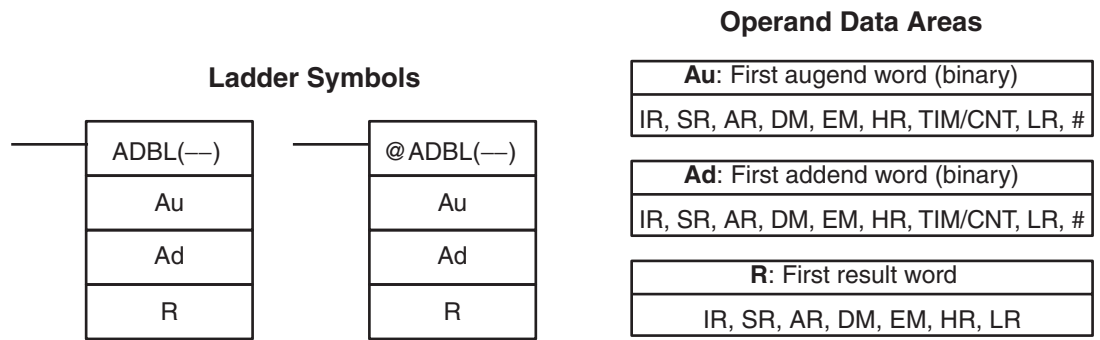 Ladder Symbols
ADBL(−−)
Au
Ad
R
@ADBL(−−)
Au
Ad
R
Operand Data Areas
Au: First augend word (binary)
IR, SR, AR, DM, EM, HR, TIM/CNT, LR, #
Ad: First addend word (binary)
IR, SR, AR, DM, EM, HR, TIM/CNT, LR, #
R: First result word
IR, SR, AR, DM, EM, HR, LR